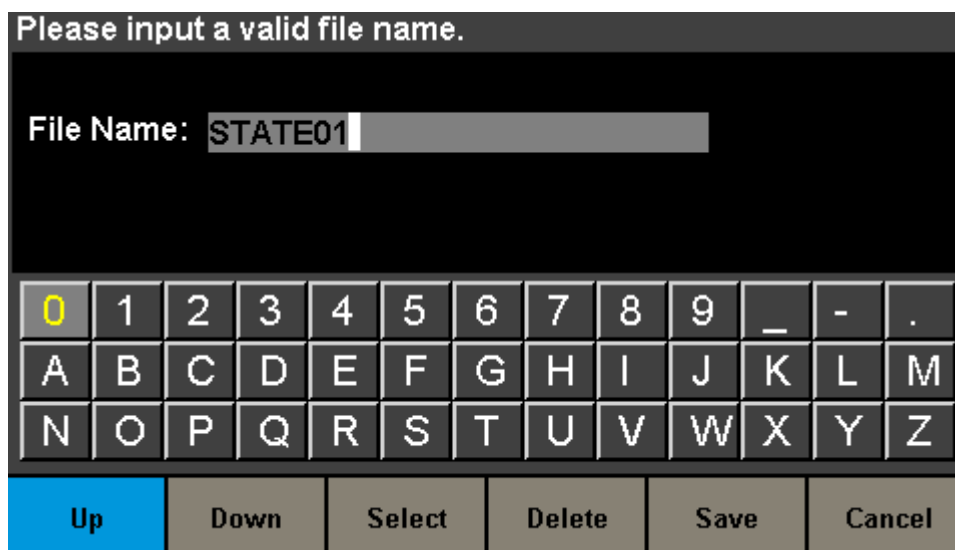 Please input a valid file name.
File Name: STATE01
0 1 2 3 4 5 6 7 8 9 _ - .
A B C D E F G H I J K L M
N O P Q R S T U V W X Y Z
Up Down Select Delete Save Cancel